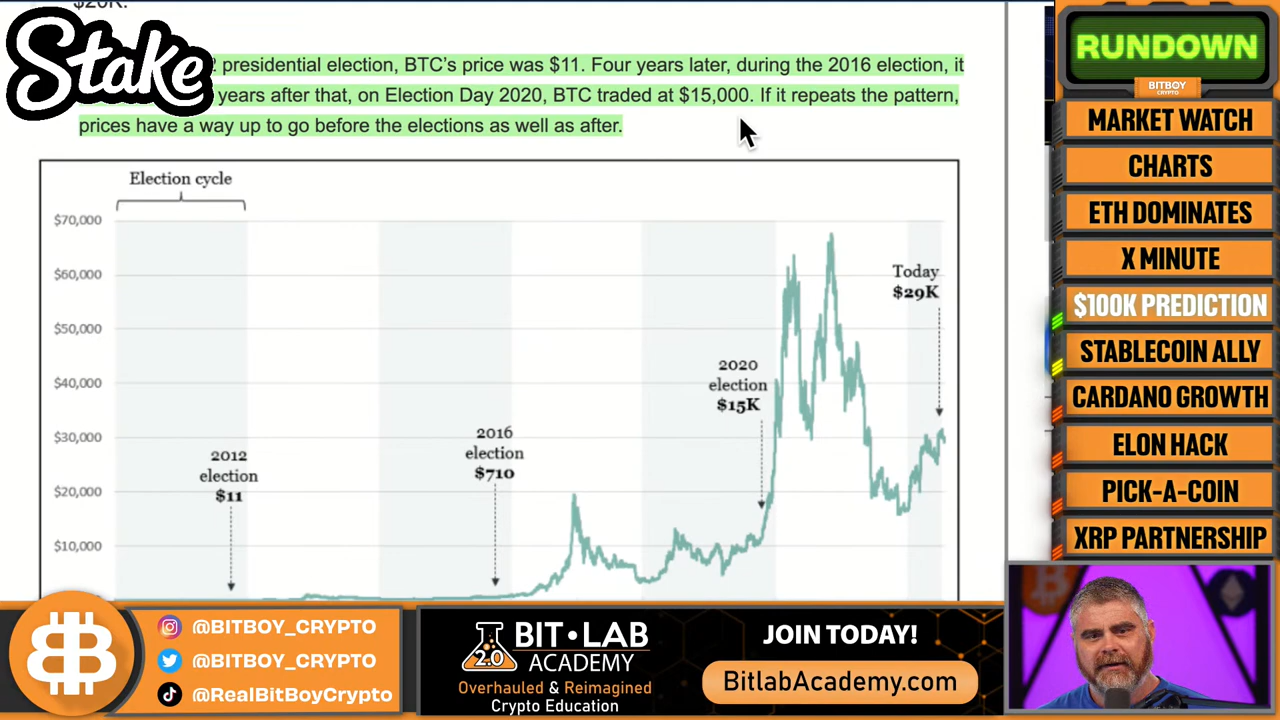 $20K.
Stake
2 presidential election, BTC's price was $11. Four years later, during the 2016 election, it
years after that, on Election Day 2020, BTC traded at $15,000. If it repeats the pattern,
prices have a way up to go before the elections as well as after.
Election cycle
$70,000
$60,000
$50,000
$40,000
$30,000
$20,000
$10,000
2012
election
$11
2016
election
$710
2020
election
$15K
Today
$29K
RUNDOWN
BITBOY
CRYPTO
MARKET WATCH
CHARTS
ETH DOMINATES
X MINUTE
$100K PREDICTION
STABLECOIN ALLY
CARDANO GROWTH
ELON HACK
PICK-A-COIN
XRP PARTNERSHIP
@BITBOY_CRYPTO
@BITBOY_CRYPTO
@RealBitBoyCrypto
2.0
BIT•LAB
ACADEMY
Overhauled & Reimagined
Crypto Education
JOIN TODAY!
BitlabAcademy.com